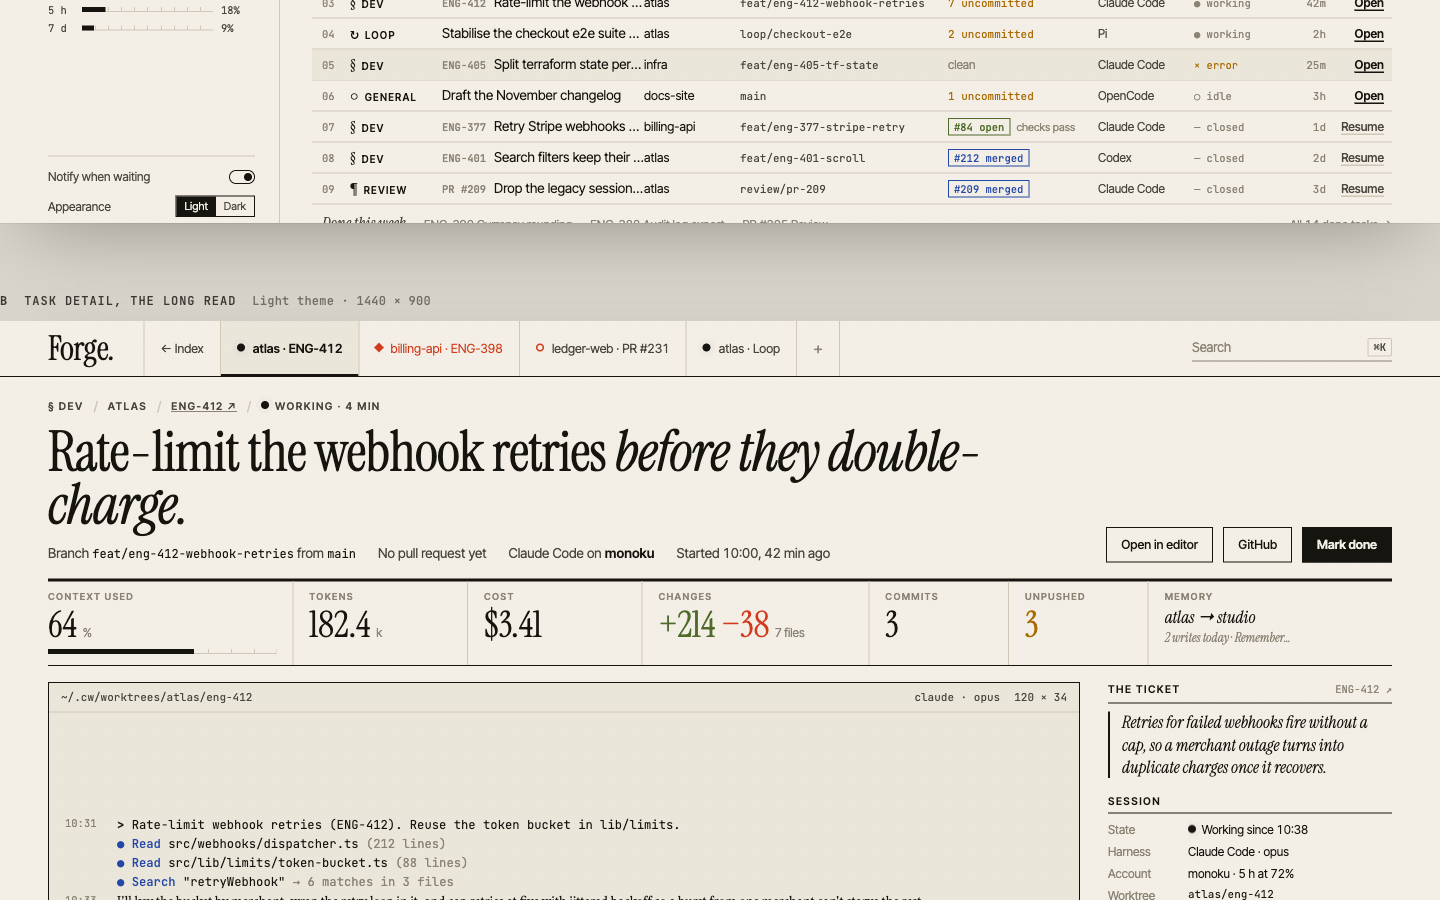 5 h 18%
7 d 9%
Notify when waiting
Appearance Light Dark
03 § DEV ENG-412 Rate-limit the webhook ... atlas feat/eng-412-webhook-retries 7 uncommitted Claude Code ● working 42m Open
04 ↻ LOOP Stabilise the checkout e2e suite ... atlas loop/checkout-e2e 2 uncommitted Pi ● working 2h Open
05 § DEV ENG-405 Split terraform state per... infra feat/eng-405-tf-state clean Claude Code × error 25m Open
06 ○ GENERAL Draft the November changelog docs-site main 1 uncommitted OpenCode ○ idle 3h Open
07 § DEV ENG-377 Retry Stripe webhooks ... billing-api feat/eng-377-stripe-retry #84 open checks pass Claude Code — closed 1d Resume
08 § DEV ENG-401 Search filters keep their ... atlas feat/eng-401-scroll #212 merged Codex — closed 2d Resume
09 ¶ REVIEW PR #209 Drop the legacy session... atlas review/pr-209 #209 merged Claude Code — closed 3d Resume
Done this week
B TASK DETAIL, THE LONG READ Light theme · 1440 × 900
Forge. ← Index ● atlas · ENG-412 ◆ billing-api · ENG-398 ○ ledger-web · PR #231 ● atlas · Loop + Search ⌘K
§ DEV / ATLAS / ENG-412 ↗ / ● WORKING · 4 MIN
Rate-limit the webhook retries before they double-
charge.
Branch feat/eng-412-webhook-retries from main No pull request yet Claude Code on monoku Started 10:00, 42 min ago Open in editor GitHub Mark done
CONTEXT USED TOKENS COST CHANGES COMMITS UNPUSHED MEMORY
64 % 182.4 k $3.41 +214 −38 7 files 3 3 atlas → studio
2 writes today · Remember...
~/.cw/worktrees/atlas/eng-412 claude · opus 120 × 34
10:31 > Rate-limit webhook retries (ENG-412). Reuse the token bucket in lib/limits.
● Read src/webhooks/dispatcher.ts (212 lines)
● Read src/lib/limits/token-bucket.ts (88 lines)
● Search "retryWebhook" → 6 matches in 3 files
THE TICKET ENG-412 ↗
Retries for failed webhooks fire without a
cap, so a merchant outage turns into
duplicate charges once it recovers.
SESSION
State ● Working since 10:38
Harness Claude Code · opus
Account monoku · 5 h at 72%
Worktree atlas/eng-412